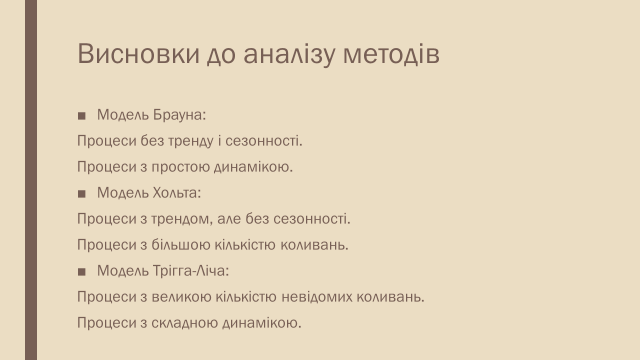 Висновки до аналізу методів
■ Модель Брауна:
Процеси без тренду і сезонності.
Процеси з простою динамікою.
■ Модель Хольта:
Процеси з трендом, але без сезонності.
Процеси з більшою кількістю коливань.
■ Модель Трігга-Ліча:
Процеси з великою кількістю невідомих коливань.
Процеси з складною динамікою.